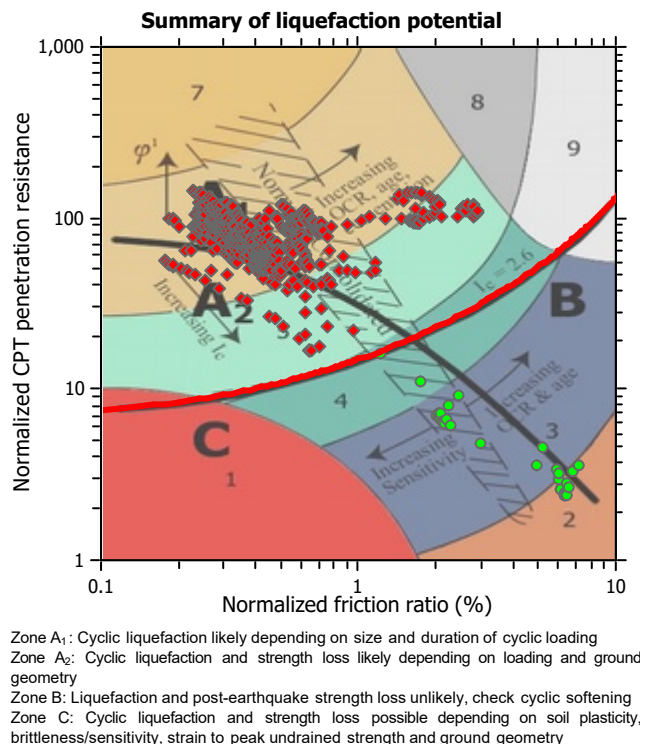 Summary of liquefaction potential
1,000
100
10
1
0.1
1
10
Normalized CPT penetration resistance
Normalized friction ratio (%)
7
8
9
φ'
Increasing
OCR, age,
Increasing Ic
A2
5
Ic = 2.6
B
4
C
1
Increasing
Sensitivity
Increasing
OCR & age
3
2
Zone A1: Cyclic liquefaction likely depending on size and duration of cyclic loading
Zone A2: Cyclic liquefaction and strength loss likely depending on loading and ground
geometry
Zone B: Liquefaction and post-earthquake strength loss unlikely, check cyclic softening
Zone C: Cyclic liquefaction and strength loss possible depending on soil plasticity,
brittleness/sensitivity, strain to peak undrained strength and ground geometry